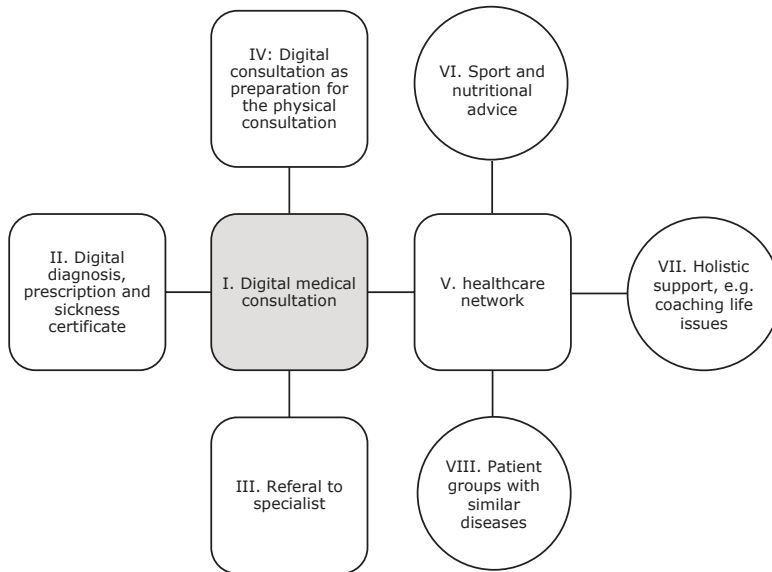 IV: Digital
consultation as
preparation for
the physical
consultation
VI. Sport and
nutritional
advice
II. Digital
diagnosis,
prescription and
sickness
certificate
I. Digital medical
consultation
V. healthcare
network
VII. Holistic
support, e.g.
coaching life
issues
III. Referal to
specialist
VIII. Patient
groups with
similar
diseases